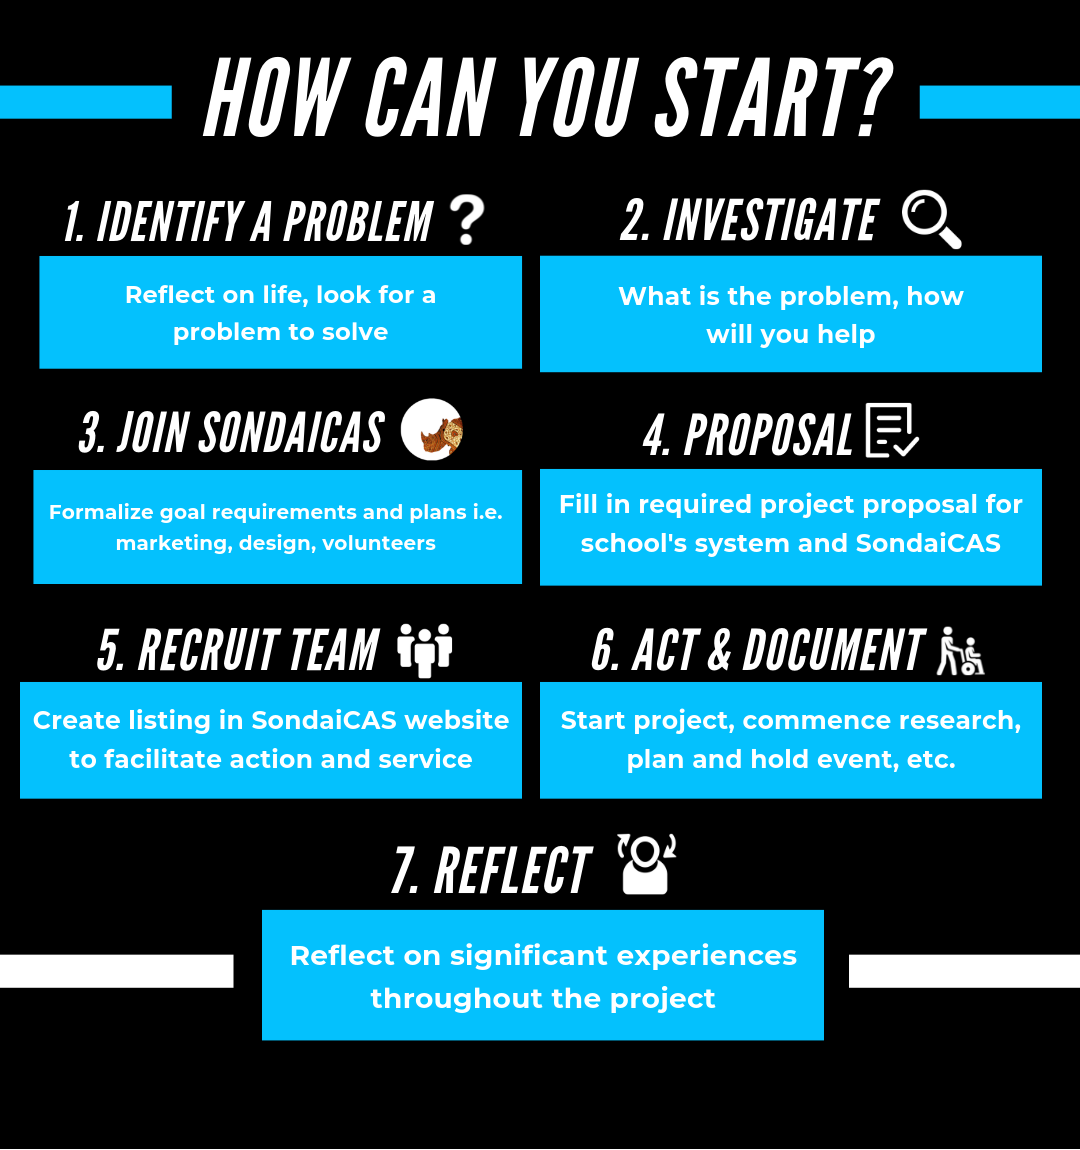 HOW CAN YOU START?
1. IDENTIFY A PROBLEM ?
Reflect on life, look for a
problem to solve
2. INVESTIGATE
What is the problem, how
will you help
3. JOIN SONDAICAS
Formalize goal requirements and plans i.e.
marketing, design, volunteers
4. PROPOSAL
Fill in required project proposal for
school's system and SondaiCAS
5. RECRUIT TEAM
Create listing in SondaiCAS website
to facilitate action and service
6. ACT & DOCUMENT
Start project, commence research,
plan and hold event, etc.
7. REFLECT
Reflect on significant experiences
throughout the project